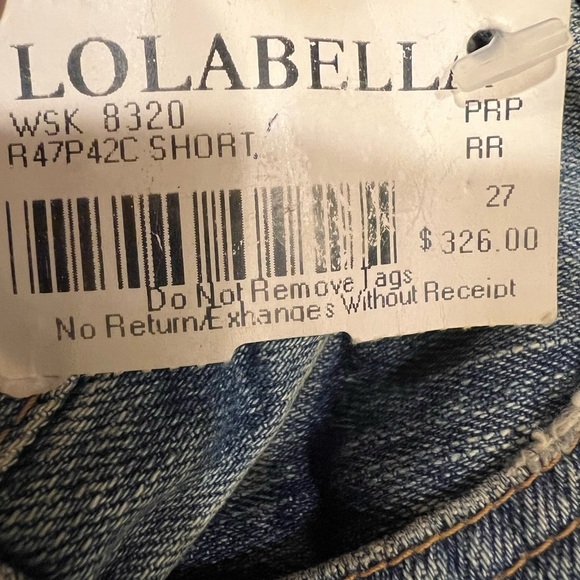 LOLABELLA
WSK 8320 PRP
R47P42C SHORT RR
27
$326.00
Do Not Remove Tags
No Return/Exhanges Without Receipt